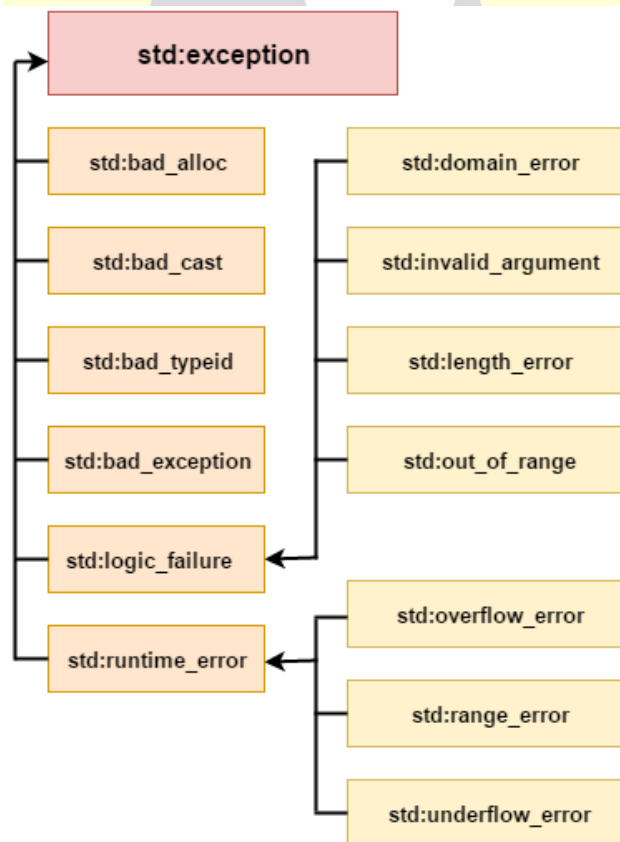 std:exception
std:bad_alloc
std:bad_cast
std:bad_typeid
std:bad_exception
std:logic_failure
std:runtime_error
std:domain_error
std:invalid_argument
std:length_error
std:out_of_range
std:overflow_error
std:range_error
std:underflow_error